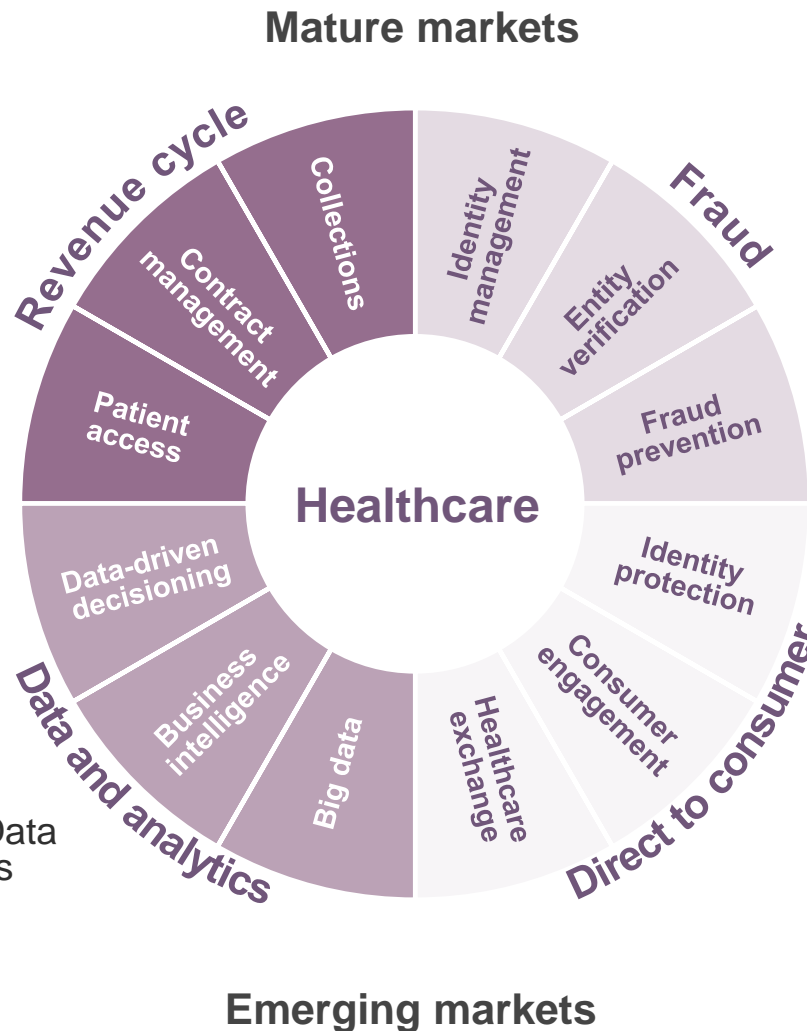 Mature markets
Revenue cycle
Fraud
Collections
Contract
management
Patient
access
Identity
management
Entity
verification
Fraud
prevention
Healthcare
Data-driven
decisioning
Business
intelligence
Big data
Identity
protection
Consumer
engagement
Healthcare
exchange
Data and analytics
Direct to consumer
Data
s
Emerging markets